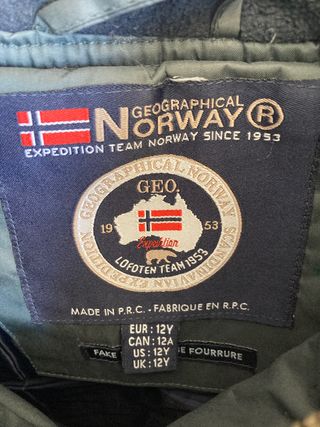 GEOGRAPHICAL
NORWAY®
EXPEDITION TEAM NORWAY SINCE 1953
GEOGRAPHICAL NORWAY SCANDINAVIAN EXPEDITION
GEO.
19 53
Expedition
LOFOTEN TEAM 1953
MADE IN P.R.C. - FABRIQUE EN R.P.C.
EUR : 12Y
CAN : 12A
US : 12Y
UK : 12Y
FAKE
FOURRURE